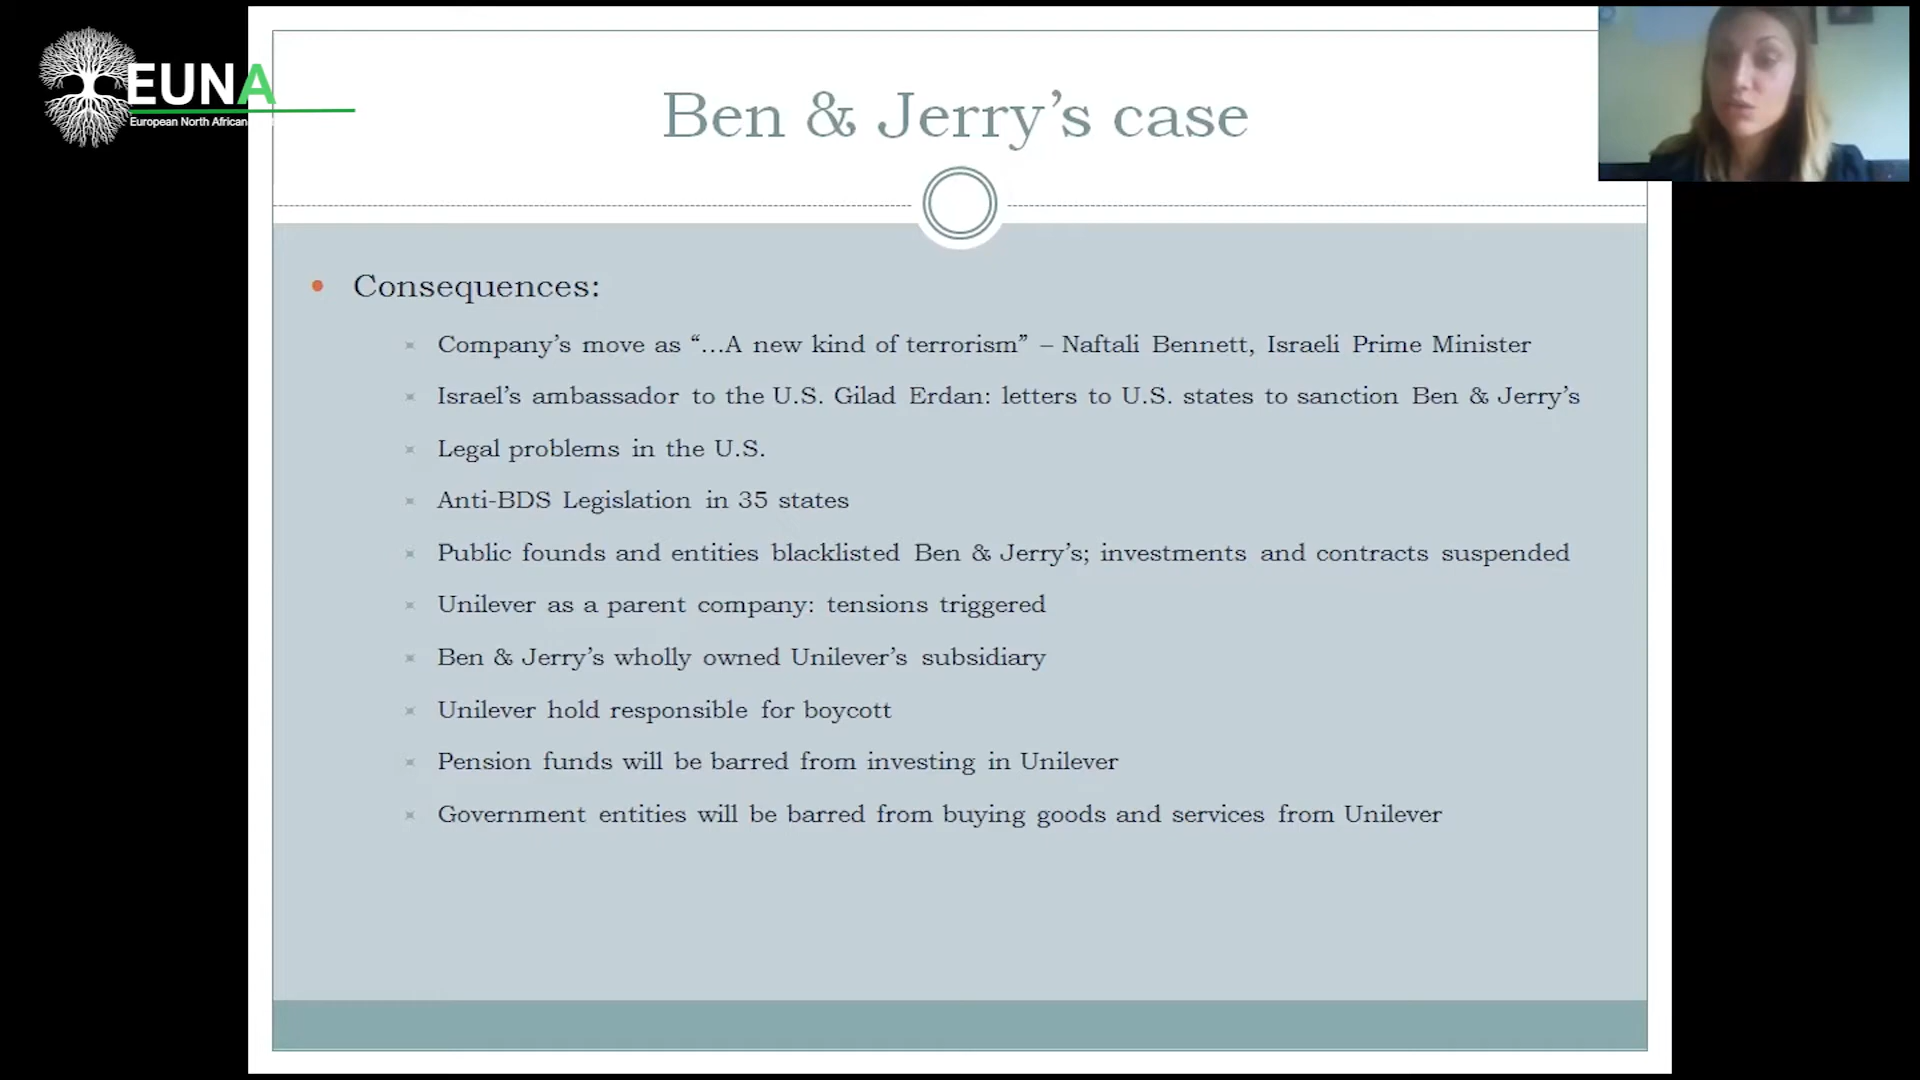 EUNA
European North African
Ben & Jerry’s case
• Consequences:
Company’s move as “…A new kind of terrorism” – Naftali Bennett, Israeli Prime Minister
Israel’s ambassador to the U.S. Gilad Erdan: letters to U.S. states to sanction Ben & Jerry’s
Legal problems in the U.S.
Anti-BDS Legislation in 35 states
Public founds and entities blacklisted Ben & Jerry’s; investments and contracts suspended
Unilever as a parent company: tensions triggered
Ben & Jerry’s wholly owned Unilever’s subsidiary
Unilever hold responsible for boycott
Pension funds will be barred from investing in Unilever
Government entities will be barred from buying goods and services from Unilever